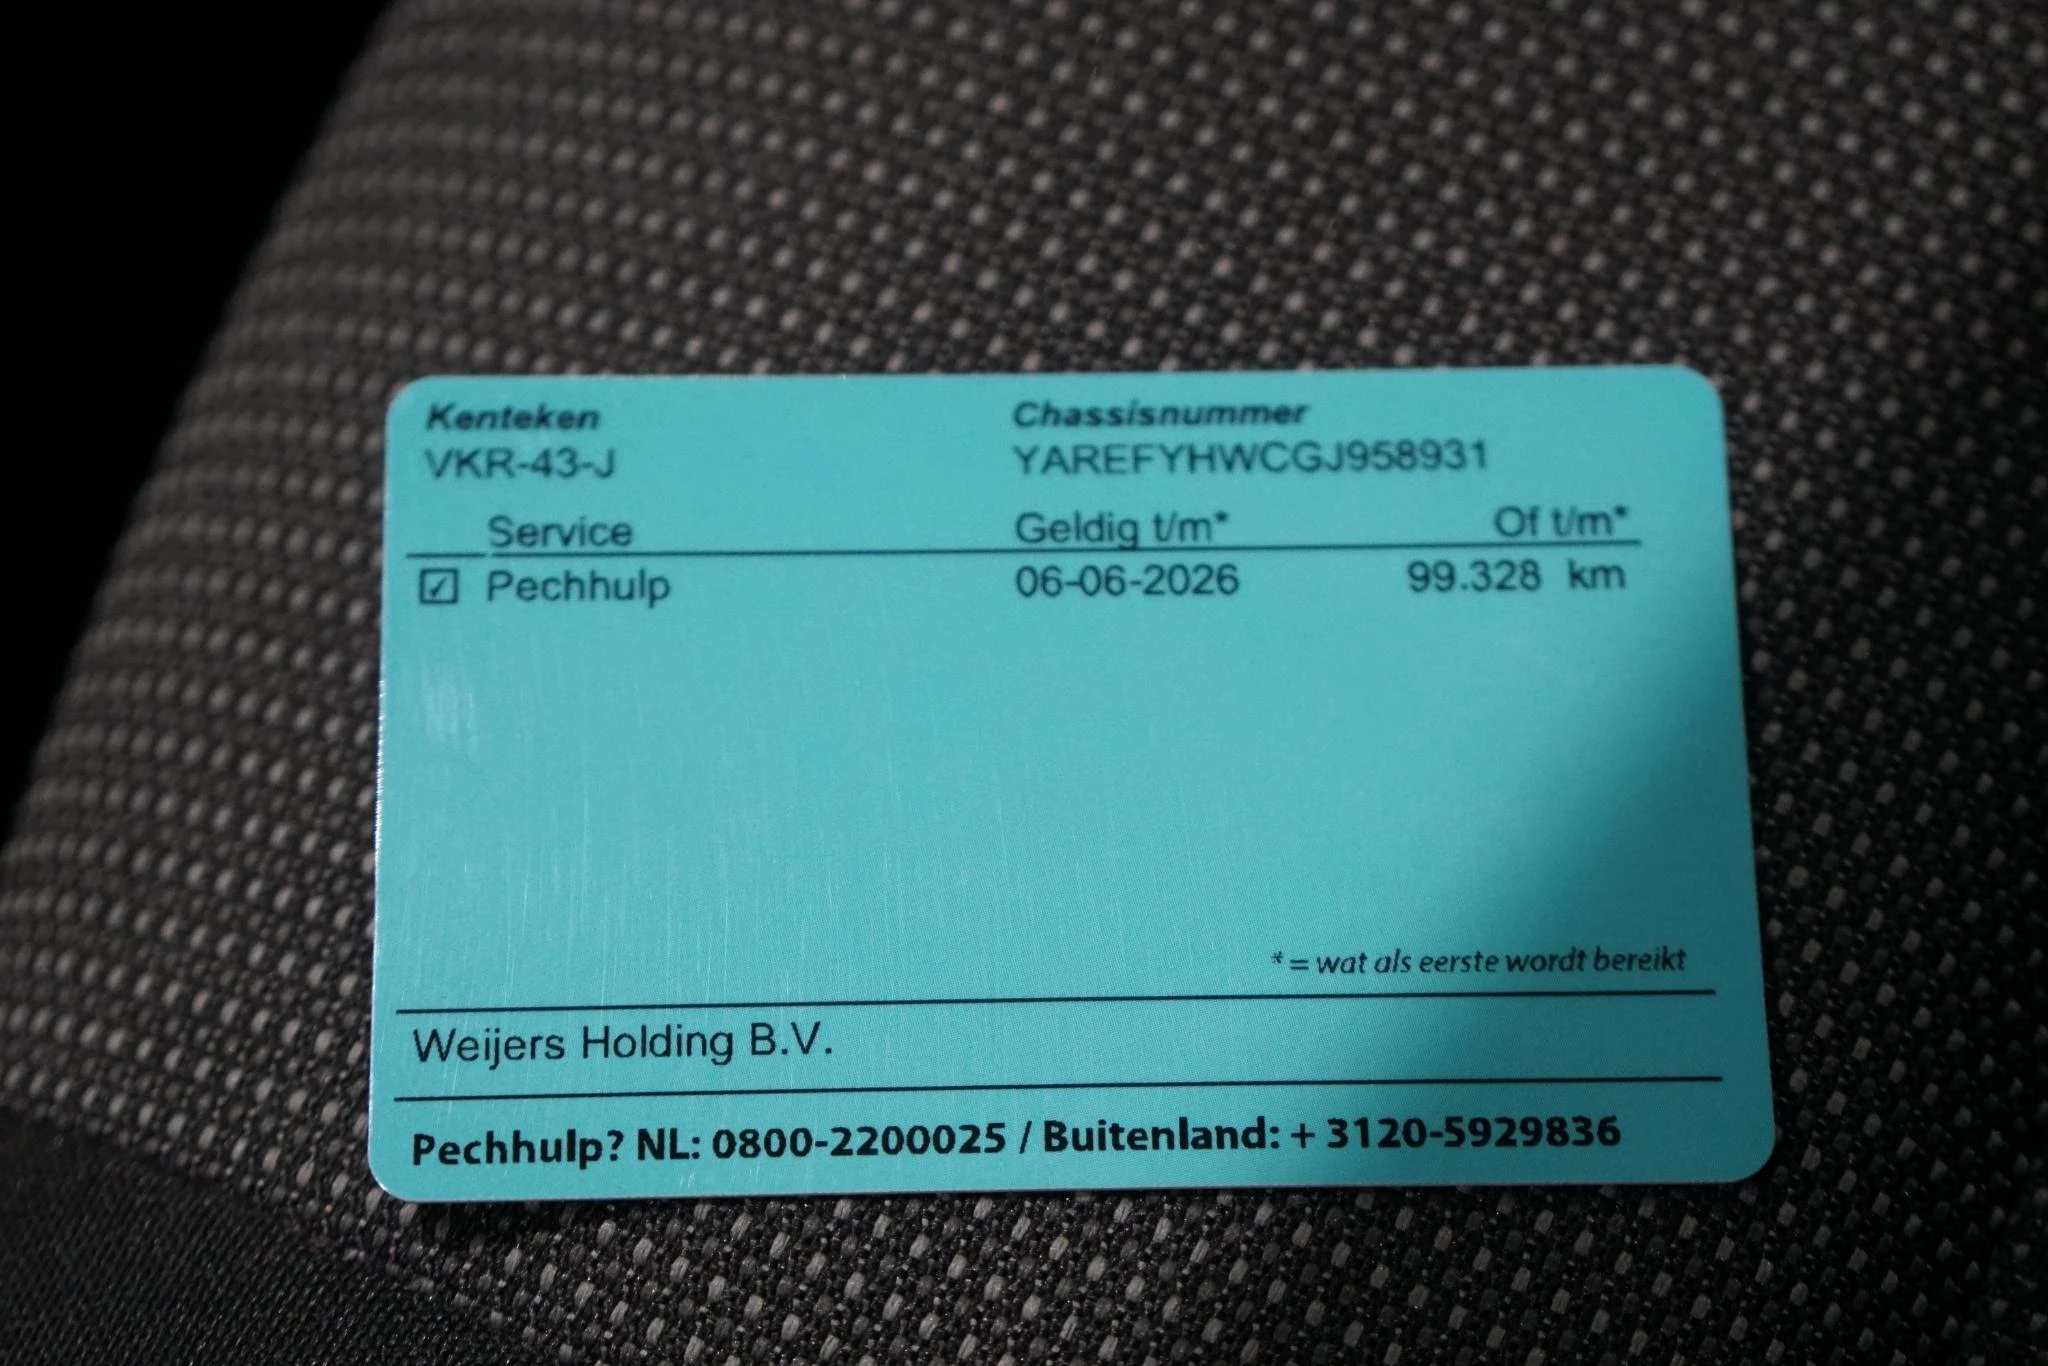 Kenteken Chassisnummer
VKR-43-J YAREFYHWCGJ958931
Service Geldig t/m* Of t/m*
☑ Pechhulp 06-06-2026 99.328 km
* = wat als eerste wordt bereikt
Weijers Holding B.V.
Pechhulp? NL: 0800-2200025 / Buitenland: + 3120-5929836